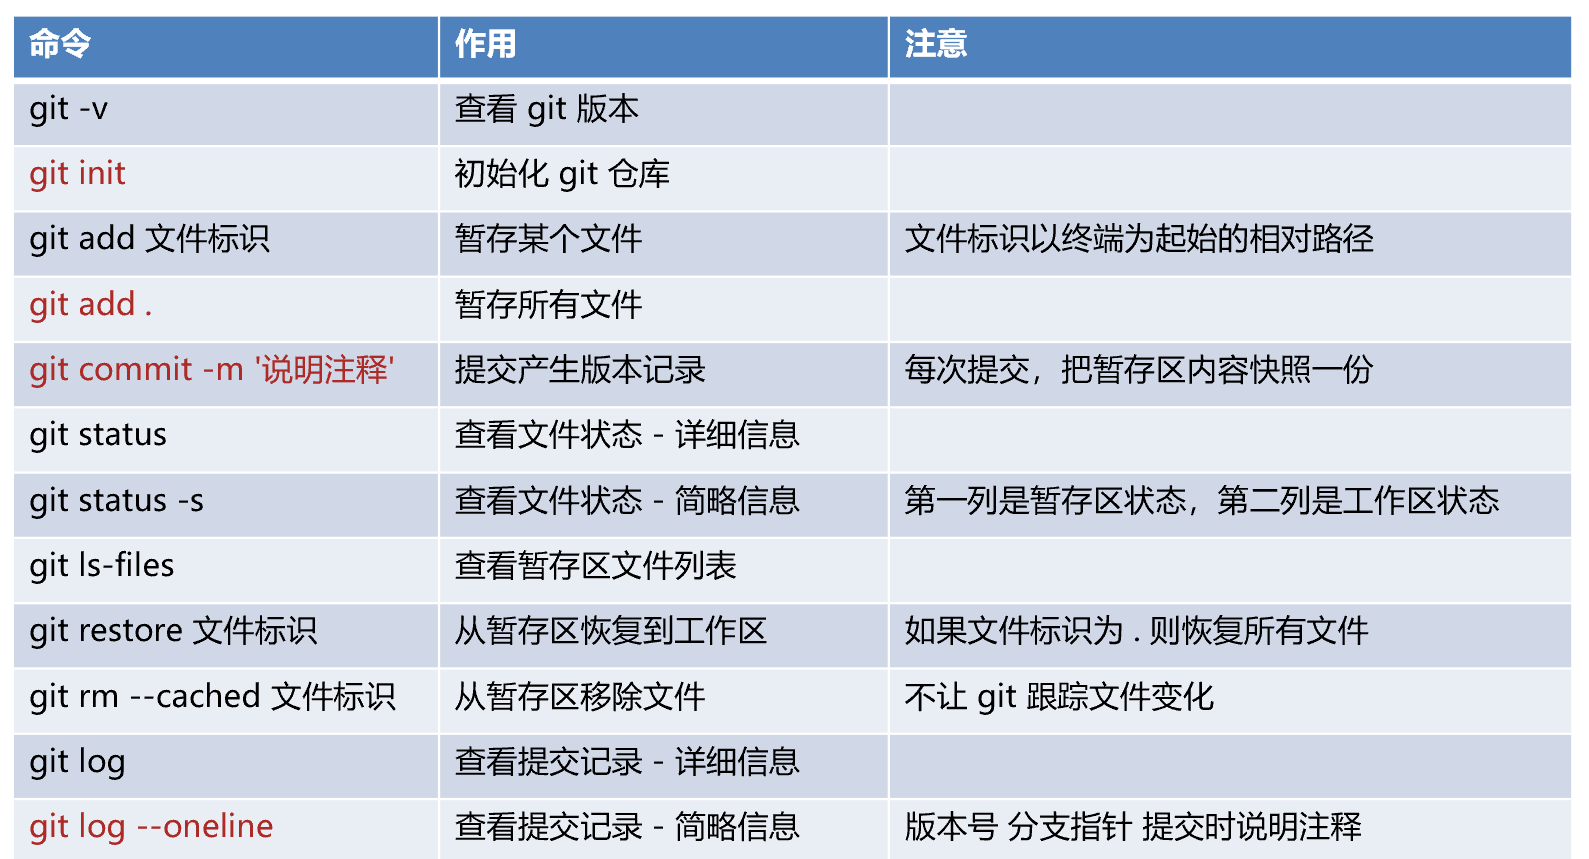 命令 作用 注意
git -v 查看 git 版本
git init 初始化 git 仓库
git add 文件标识 暂存某个文件 文件标识以终端为起始的相对路径
git add . 暂存所有文件
git commit -m '说明注释' 提交产生版本记录 每次提交，把暂存区内容快照一份
git status 查看文件状态 - 详细信息
git status -s 查看文件状态 - 简略信息 第一列是暂存区状态，第二列是工作区状态
git ls-files 查看暂存区文件列表
git restore 文件标识 从暂存区恢复到工作区 如果文件标识为 . 则恢复所有文件
git rm --cached 文件标识 从暂存区移除文件 不让 git 跟踪文件变化
git log 查看提交记录 - 详细信息
git log --oneline 查看提交记录 - 简略信息 版本号 分支指针 提交时说明注释